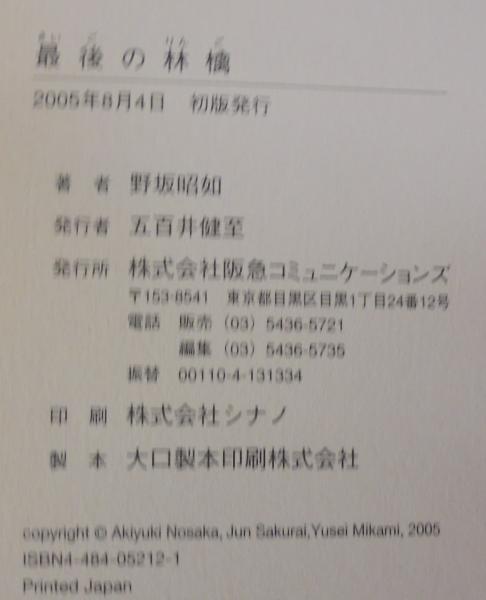 さいご りんご
最後の林檎
2005年8月4日 初版発行
著 者 野坂昭如
発行者 五百井健至
発行所 株式会社阪急コミュニケーションズ
〒153-8541 東京都目黒区目黒1丁目24番12号
電話 販売 (03) 5436-5721
編集 (03) 5436-5735
振替 00110-4-131334
印 刷 株式会社シナノ
製 本 大口製本印刷株式会社
copyright © Akiyuki Nosaka, Jun Sakurai,Yusei Mikami, 2005
ISBN4-484-05212-1
Printed Japan